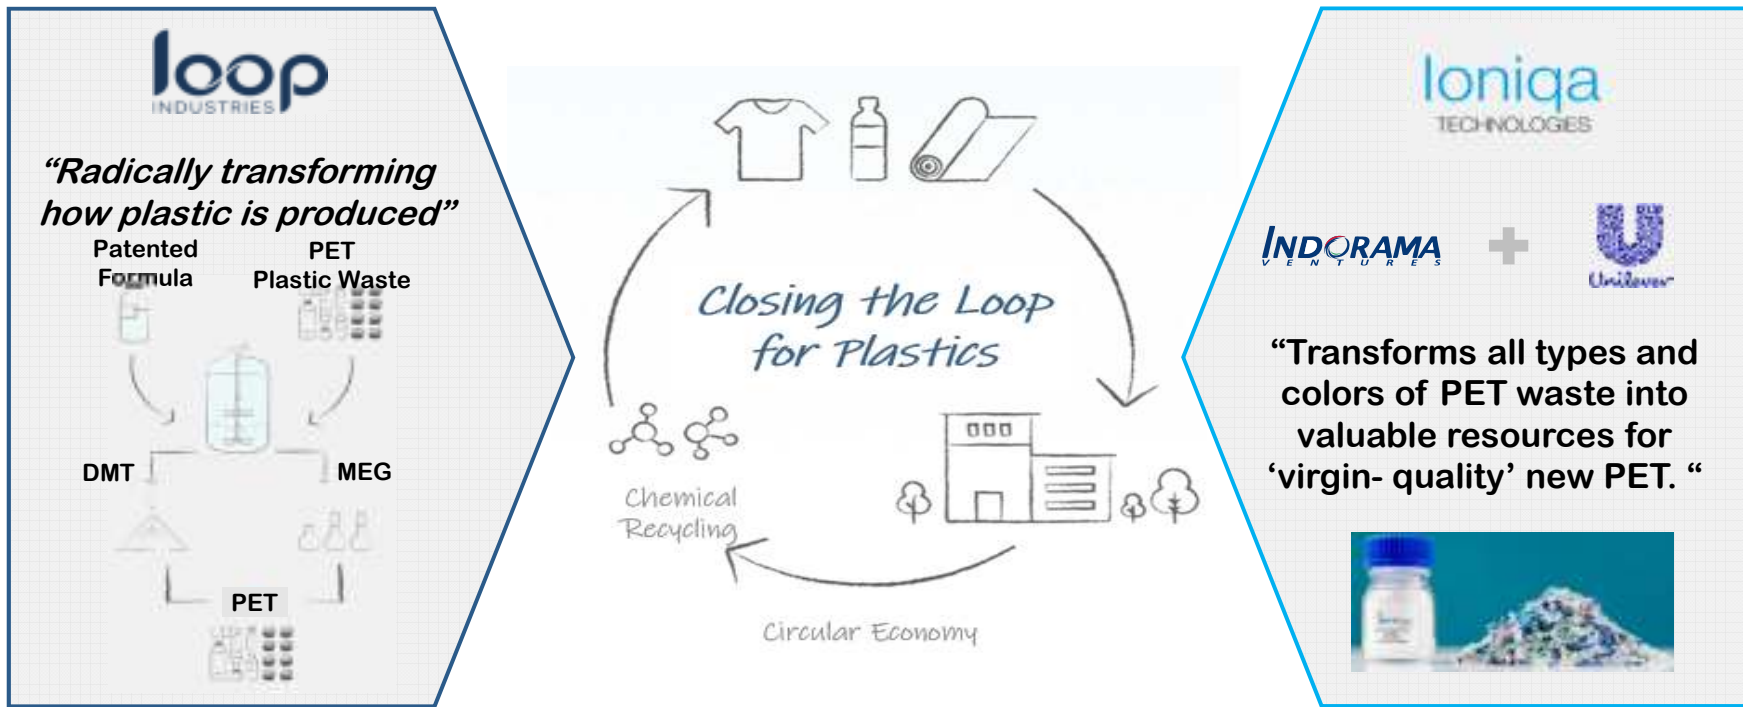 loop
INDUSTRIES
“Radically transforming
how plastic is produced”
Patented
Formula
PET
Plastic Waste
DMT
MEG
PET
Closing the Loop
for Plastics
Chemical
Recycling
Circular Economy
Ioniqa
TECHNOLOGIES
INDORAMA
VENTURES
Unilever
“Transforms all types and
colors of PET waste into
valuable resources for
‘virgin- quality’ new PET. “